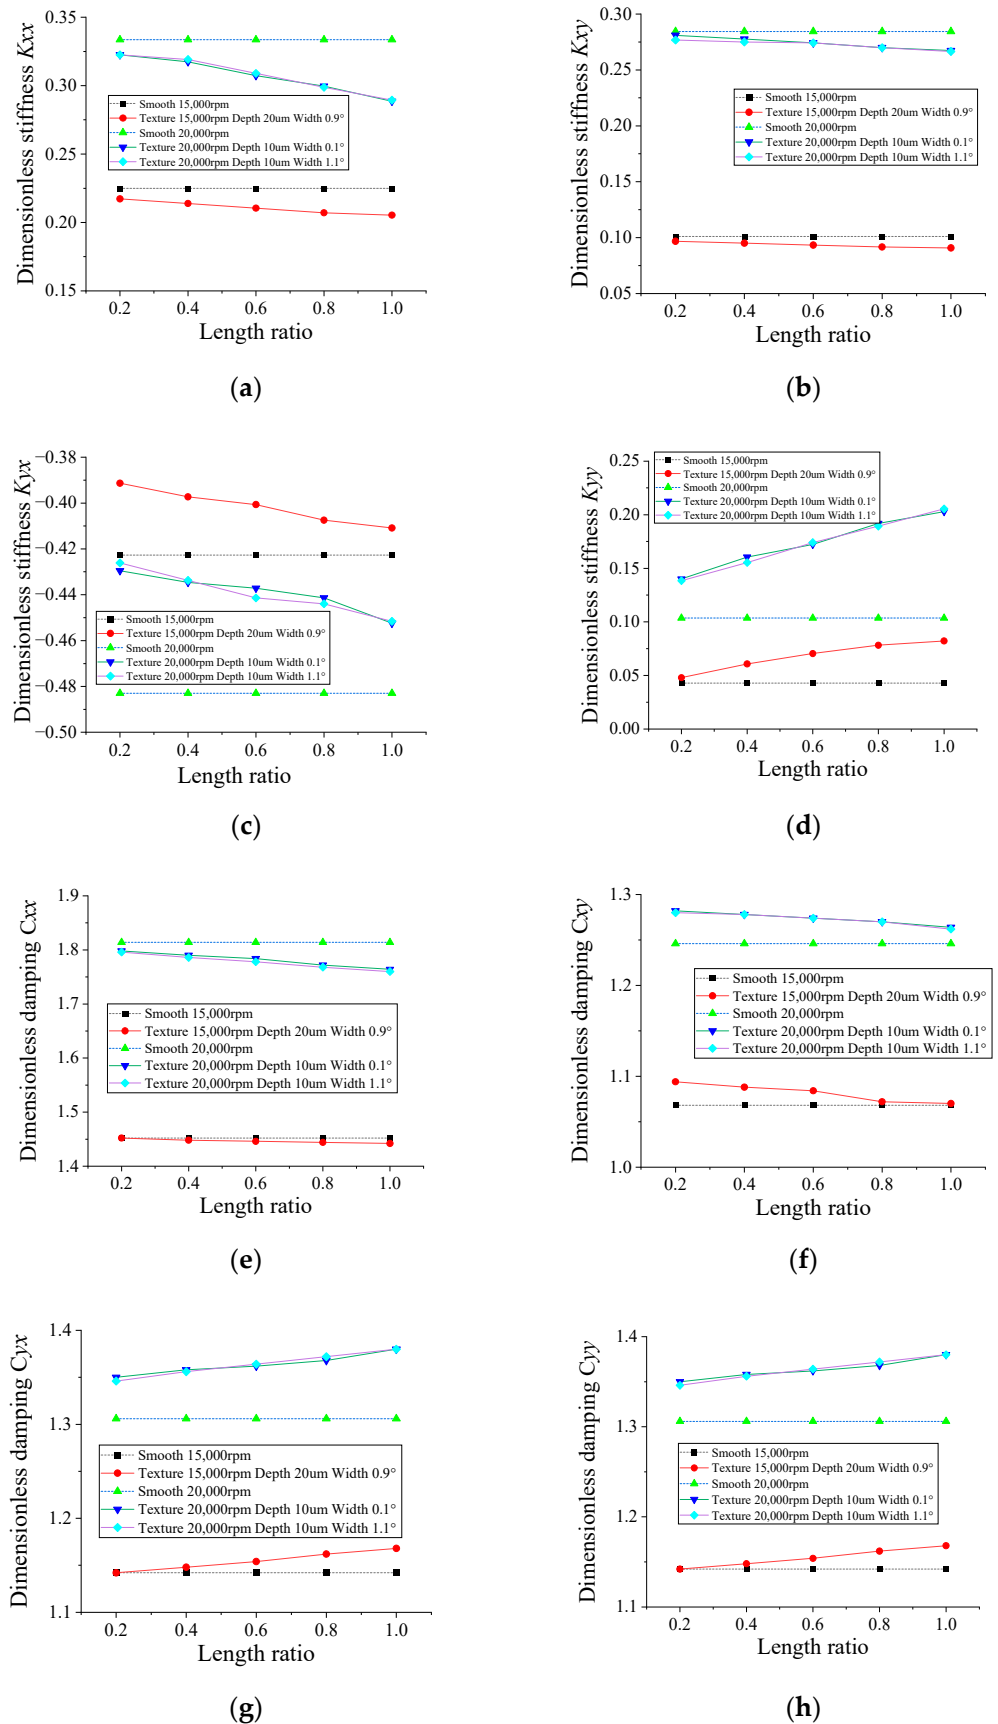 Dimensionless stiffness Kxx
0.35
0.30
0.25
0.20
0.15
Smooth 15,000rpm
Texture 15,000rpm Depth 20um Width 0.9°
Smooth 20,000rpm
Texture 20,000rpm Depth 10um Width 0.1°
Texture 20,000rpm Depth 10um Width 1.1°
0.2 0.4 0.6 0.8 1.0
Length ratio
(a)
Dimensionless stiffness Kxy
0.30
0.25
0.20
0.15
0.10
0.05
Smooth 15,000rpm
Texture 15,000rpm Depth 20um Width 0.9°
Smooth 20,000rpm
Texture 20,000rpm Depth 10um Width 0.1°
Texture 20,000rpm Depth 10um Width 1.1°
0.2 0.4 0.6 0.8 1.0
Length ratio
(b)
Dimensionless stiffness Kyx
−0.38
−0.40
−0.42
−0.44
−0.46
−0.48
−0.50
Smooth 15,000rpm
Texture 15,000rpm Depth 20um Width 0.9°
Smooth 20,000rpm
Texture 20,000rpm Depth 10um Width 0.1°
Texture 20,000rpm Depth 10um Width 1.1°
0.2 0.4 0.6 0.8 1.0
Length ratio
(c)
Dimensionless stiffness Kyy
0.25
0.20
0.15
0.10
0.05
0.00
Smooth 15,000rpm
Texture 15,000rpm Depth 20um Width 0.9°
Smooth 20,000rpm
Texture 20,000rpm Depth 10um Width 0.1°
Texture 20,000rpm Depth 10um Width 1.1°
0.2 0.4 0.6 0.8 1.0
Length ratio
(d)
Dimensionless damping Cxx
1.9
1.8
1.7
1.6
1.5
1.4
Smooth 15,000rpm
Texture 15,000rpm Depth 20um Width 0.9°
Smooth 20,000rpm
Texture 20,000rpm Depth 10um Width 0.1°
Texture 20,000rpm Depth 10um Width 1.1°
0.2 0.4 0.6 0.8 1.0
Length ratio
(e)
Dimensionless damping Cxy
1.3
1.2
1.1
1.0
Smooth 15,000rpm
Texture 15,000rpm Depth 20um Width 0.9°
Smooth 20,000rpm
Texture 20,000rpm Depth 10um Width 0.1°
Texture 20,000rpm Depth 10um Width 1.1°
0.2 0.4 0.6 0.8 1.0
Length ratio
(f)
Dimensionless damping Cyx
1.4
1.3
1.2
1.1
Smooth 15,000rpm
Texture 15,000rpm Depth 20um Width 0.9°
Smooth 20,000rpm
Texture 20,000rpm Depth 10um Width 0.1°
Texture 20,000rpm Depth 10um Width 1.1°
0.2 0.4 0.6 0.8 1.0
Length ratio
(g)
Dimensionless damping Cyy
1.4
1.3
1.2
1.1
Smooth 15,000rpm
Texture 15,000rpm Depth 20um Width 0.9°
Smooth 20,000rpm
Texture 20,000rpm Depth 10um Width 0.1°
Texture 20,000rpm Depth 10um Width 1.1°
0.2 0.4 0.6 0.8 1.0
Length ratio
(h)